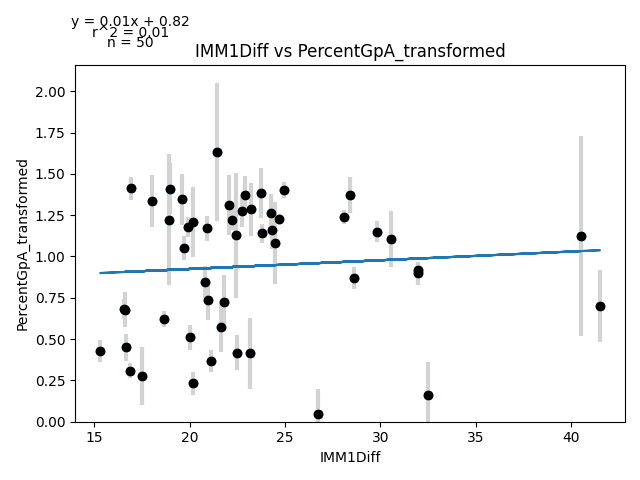 y = 0.01x + 0.82
r^2 = 0.01
n = 50
IMM1Diff vs PercentGpA_transformed
PercentGpA_transformed
2.00
1.75
1.50
1.25
1.00
0.75
0.50
0.25
0.00
15 20 25 30 35 40
IMM1Diff